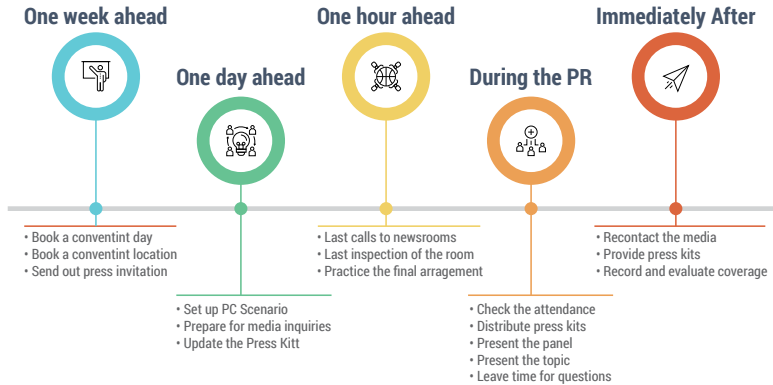 One week ahead
• Book a conventint day
• Book a conventint location
• Send out press invitation
One day ahead
• Set up PC Scenario
• Prepare for media inquiries
• Update the Press Kitt
One hour ahead
• Last calls to newsrooms
• Last inspection of the room
• Practice the final arragement
During the PR
• Check the attendance
• Distribute press kits
• Present the panel
• Present the topic
• Leave time for questions
Immediately After
• Recontact the media
• Provide press kits
• Record and evaluate coverage